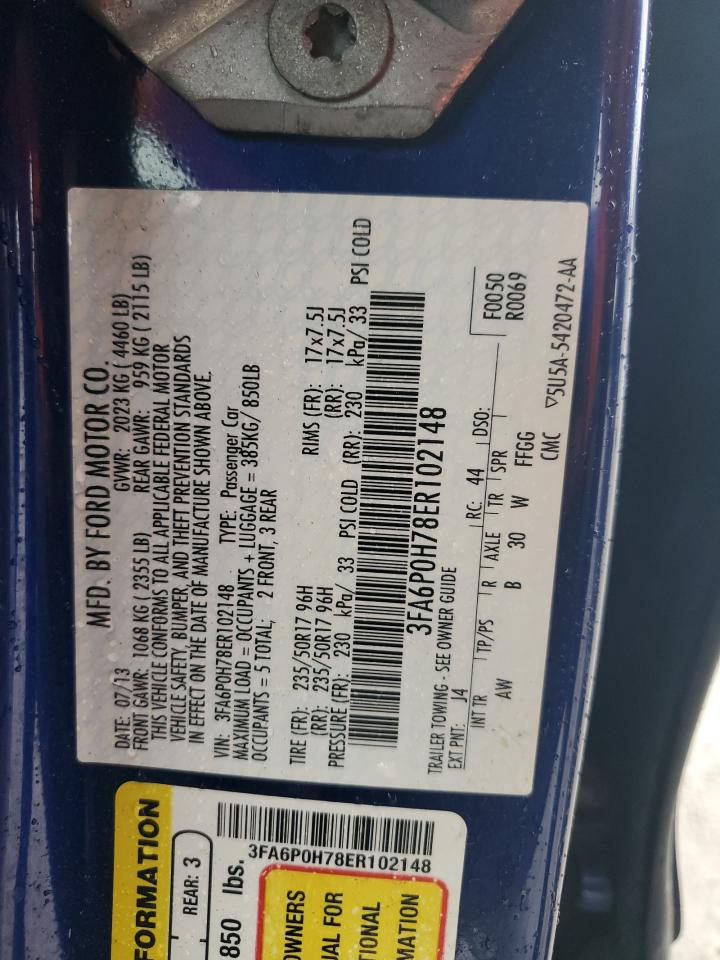 MFD. BY FORD MOTOR CO.
DATE: 07/13 GVWR: 2023 KG ( 4460 LB)
FRONT GAWR: 1068 KG ( 2355 LB) REAR GAWR: 959 KG ( 2115 LB)
THIS VEHICLE CONFORMS TO ALL APPLICABLE FEDERAL MOTOR
VEHICLE SAFETY, BUMPER, AND THEFT PREVENTION STANDARDS
IN EFFECT ON THE DATE OF MANUFACTURE SHOWN ABOVE.
VIN: 3FA6P0H78ER102148 TYPE: Passenger Car
MAXIMUM LOAD = OCCUPANTS + LUGGAGE = 385KG/ 850LB
OCCUPANTS = 5 TOTAL; 2 FRONT, 3 REAR
TIRE (FR): 235/50R17 96H RIMS (FR): 17x7.5J
(RR): 235/50R17 96H (RR): 17x7.5J
PRESSURE (FR): 230 kPa/ 33 PSI COLD (RR): 230 kPa/ 33 PSI COLD
3FA6P0H78ER102148
TRAILER TOWING - SEE OWNER GUIDE
EXT PNT: J4 RC: 44 DSO: F0050
R0069
INT TR TP/PS R AXLE TR SPR
AW B 30 W FFGG
CMC ▽5U5A-5420472-AA
FORMATION
REAR: 3
850 lbs.
3FA6P0H78ER102148
OWNERS
UAL FOR
TIONAL
MATION